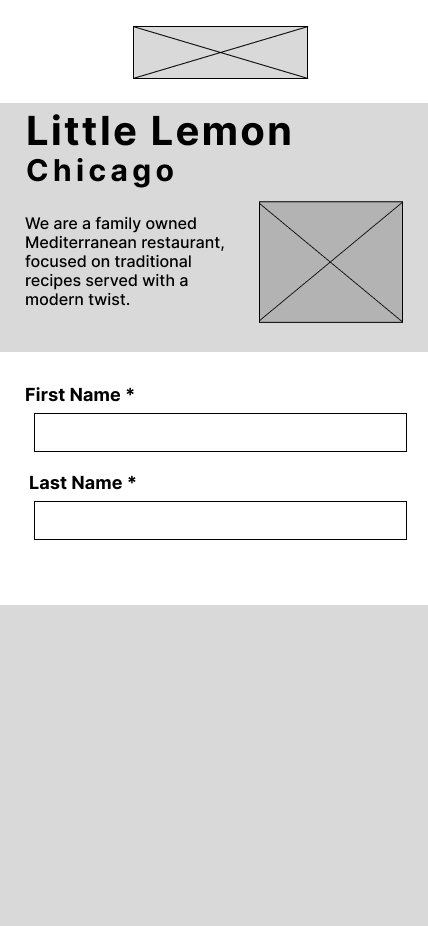 Little Lemon
Chicago
We are a family owned
Mediterranean restaurant,
focused on traditional
recipes served with a
modern twist.
First Name *
Last Name *